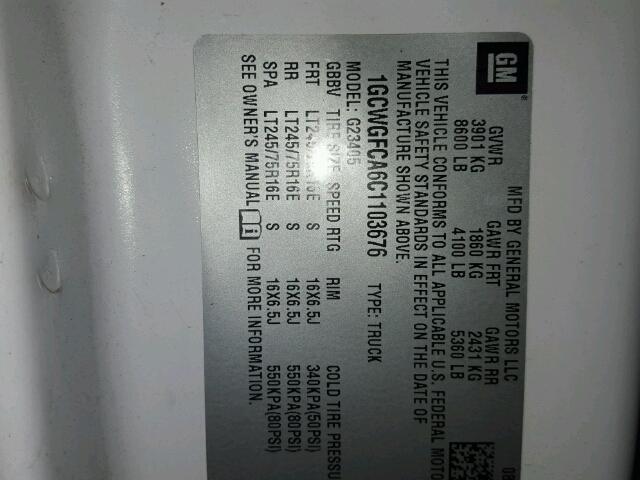 GM
®
MFD BY GENERAL MOTORS LLC
08
GVWR GAWR FRT GAWR RR
3901 KG 1860 KG 2431 KG
8600 LB 4100 LB 5360 LB
THIS VEHICLE CONFORMS TO ALL APPLICABLE U.S. FEDERAL MOTO
VEHICLE SAFETY STANDARDS IN EFFECT ON THE DATE OF
MANUFACTURE SHOWN ABOVE.
1GCWGFCA6C1103676 TYPE: TRUCK
MODEL: G23405
GBBV TIRE SIZE SPEED RTG RIM COLD TIRE PRESSU
FRT LT245/75R16E S 16X6.5J 340KPA(50PSI)
RR LT245/75R16E S 16X6.5J 550KPA(80PSI)
SPA LT245/75R16E S 16X6.5J 550KPA(80PSI)
SEE OWNER'S MANUAL FOR MORE INFORMATION.